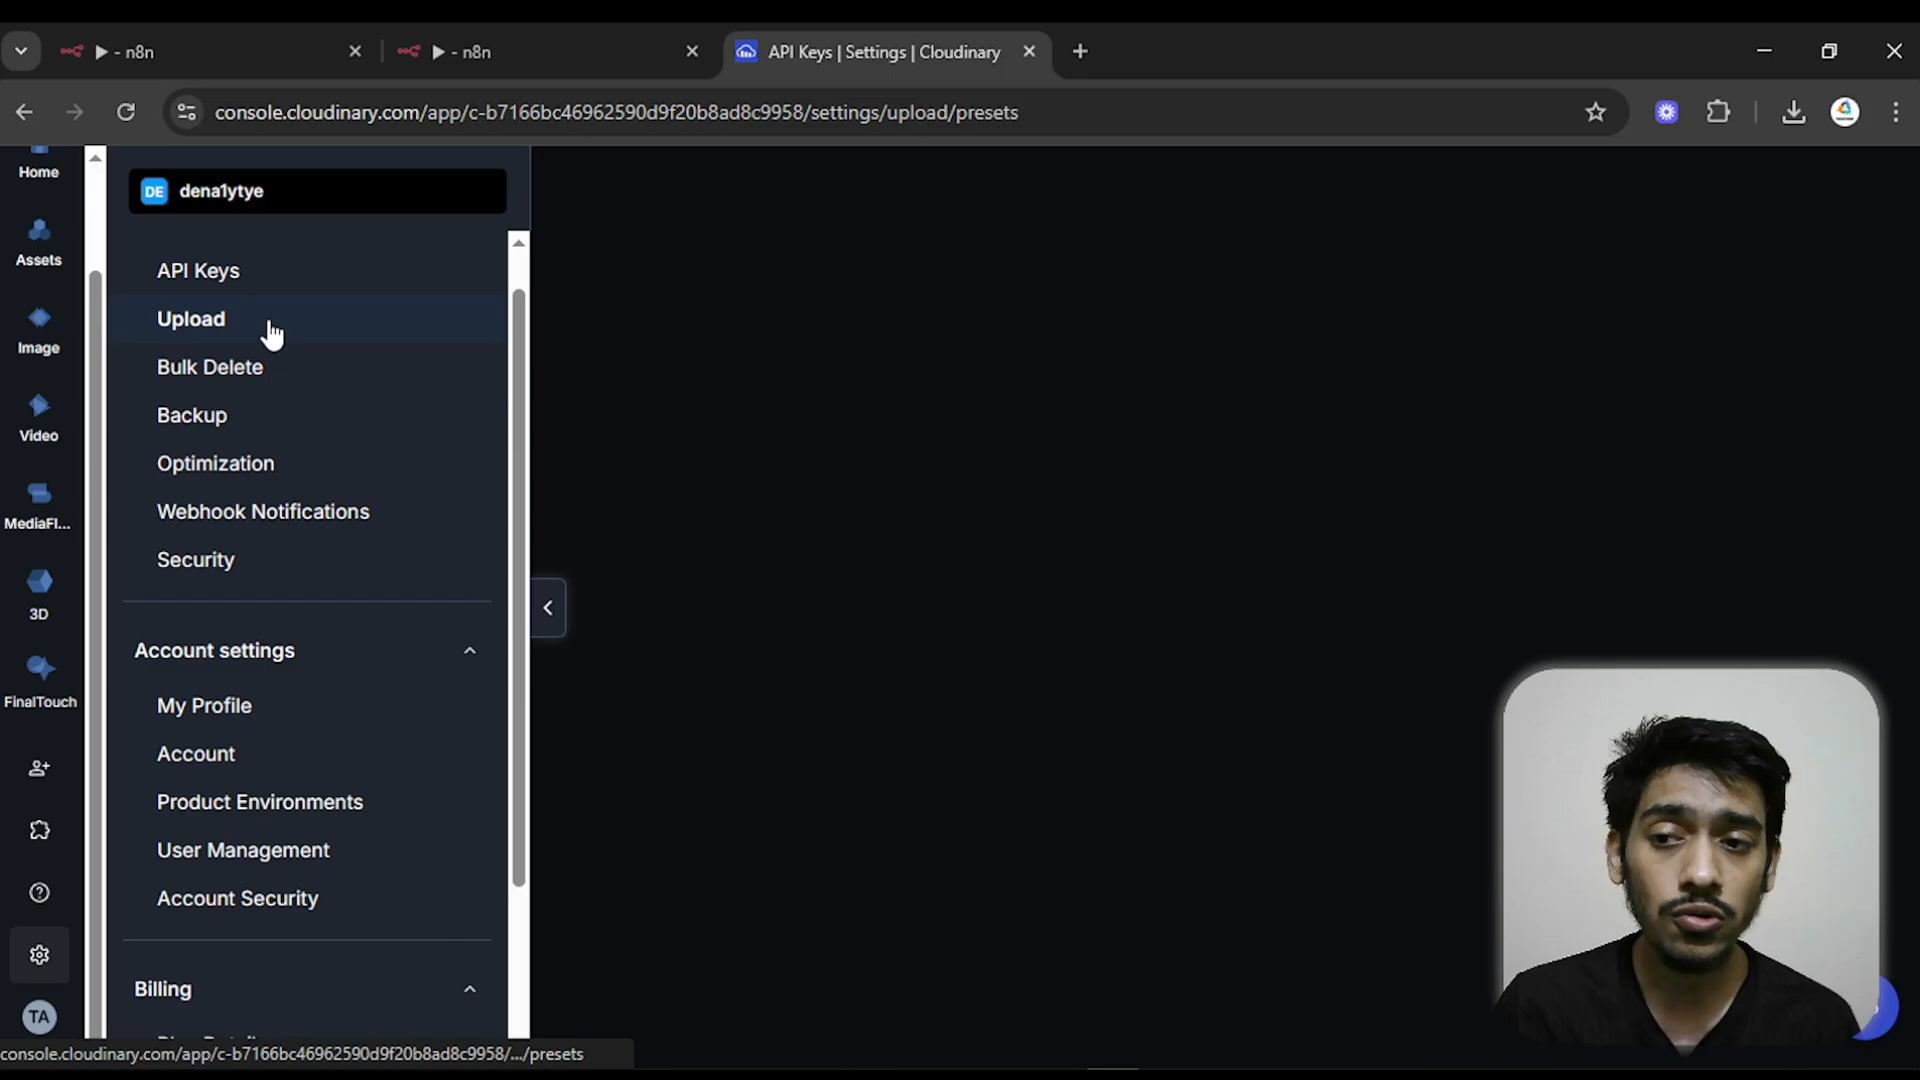 ▶ - n8n
▶ - n8n
API Keys | Settings | Cloudinary
console.cloudinary.com/app/c-b7166bc46962590d9f20b8ad8c9958/settings/upload/presets
Home
Assets
Image
Video
MediaFl...
3D
FinalTouch
TA
DE dena1ytye
API Keys
Upload
Bulk Delete
Backup
Optimization
Webhook Notifications
Security
Account settings
My Profile
Account
Product Environments
User Management
Account Security
Billing
console.cloudinary.com/app/c-b7166bc46962590d9f20b8ad8c9958/.../presets